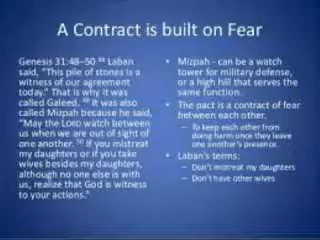 A Contract is built on Fear
Genesis 31:48–50 ⁴⁸ Laban
said, "This pile of stones is a
witness of our agreement
today." That is why it was
called Galeed. ⁴⁹ It was also
called Mizpah because he said,
"May the LORD watch between
us when we are out of sight of
one another. ⁵⁰ If you mistreat
my daughters or if you take
wives besides my daughters,
although no one else is with
us, realize that God is witness
to your actions."
• Mizpah - can be a watch
tower for military defense,
or a high hill that serves the
same function.
• The pact is a contract of fear
between each other.
– To keep each other from
doing harm once they leave
one another's presence.
• Laban's terms:
– Don't mistreat my daughters
– Don't have other wives